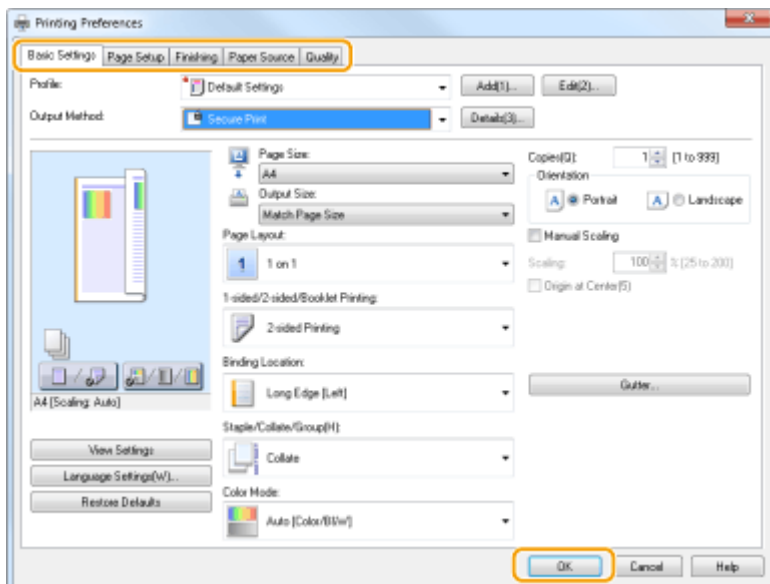 Printing Preferences
Basic Settings Page Setup Finishing Paper Source Quality
Profile: Default Settings Add(1)... Edit(2)...
Output Method: Secure Print Details(3)...
Page Size:
A4
Output Size:
Match Page Size
Page Layout:
1 1 on 1
1-sided/2-sided/Booklet Printing:
2-sided Printing
Binding Location:
Long Edge [Left]
Staple/Collate/Group(H):
Collate
Color Mode:
Auto [Color/B&W]
Copies(Q): 1 [1 to 999]
Orientation
A Portrait A Landscape
Manual Scaling
Scaling: 100 % [25 to 200]
Origin at Center(5)
Gutter...
A4 [Scaling: Auto]
View Settings
Language Settings(W)...
Restore Defaults
OK Cancel Help